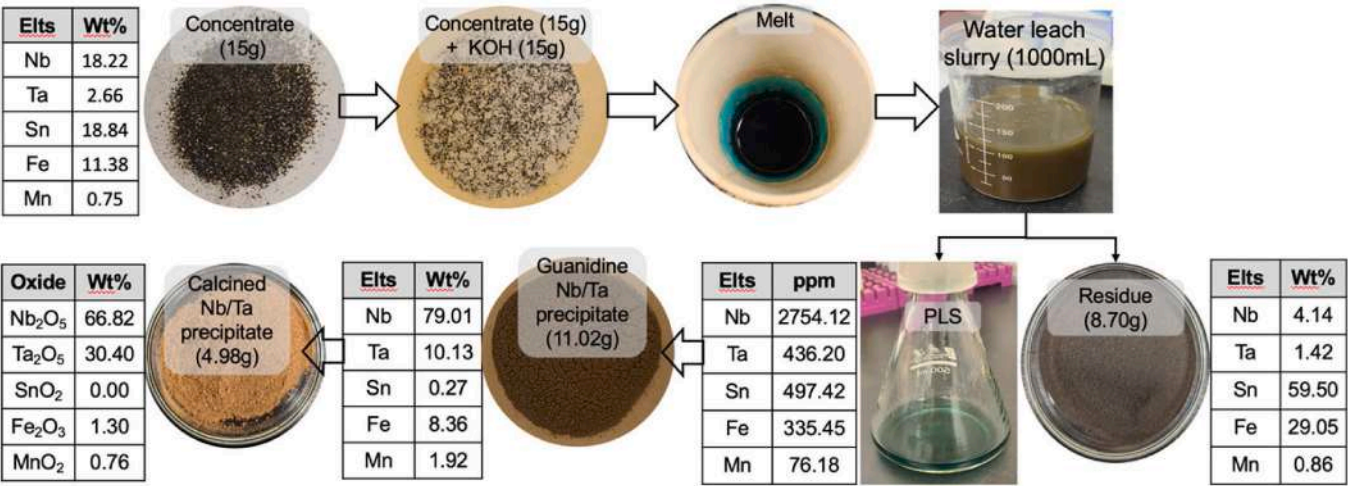 Elts Wt%
Nb 18.22
Ta 2.66
Sn 18.84
Fe 11.38
Mn 0.75
Concentrate
(15g)
Concentrate (15g)
+ KOH (15g)
Melt
Water leach
slurry (1000mL)
200
150
100
50
Oxide Wt%
Nb₂O₅ 66.82
Ta₂O₅ 30.40
SnO₂ 0.00
Fe₂O₃ 1.30
MnO₂ 0.76
Calcined
Nb/Ta
precipitate
(4.98g)
Elts Wt%
Nb 79.01
Ta 10.13
Sn 0.27
Fe 8.36
Mn 1.92
Guanidine
Nb/Ta
precipitate
(11.02g)
Elts ppm
Nb 2754.12
Ta 436.20
Sn 497.42
Fe 335.45
Mn 76.18
PLS
Residue
(8.70g)
Elts Wt%
Nb 4.14
Ta 1.42
Sn 59.50
Fe 29.05
Mn 0.86